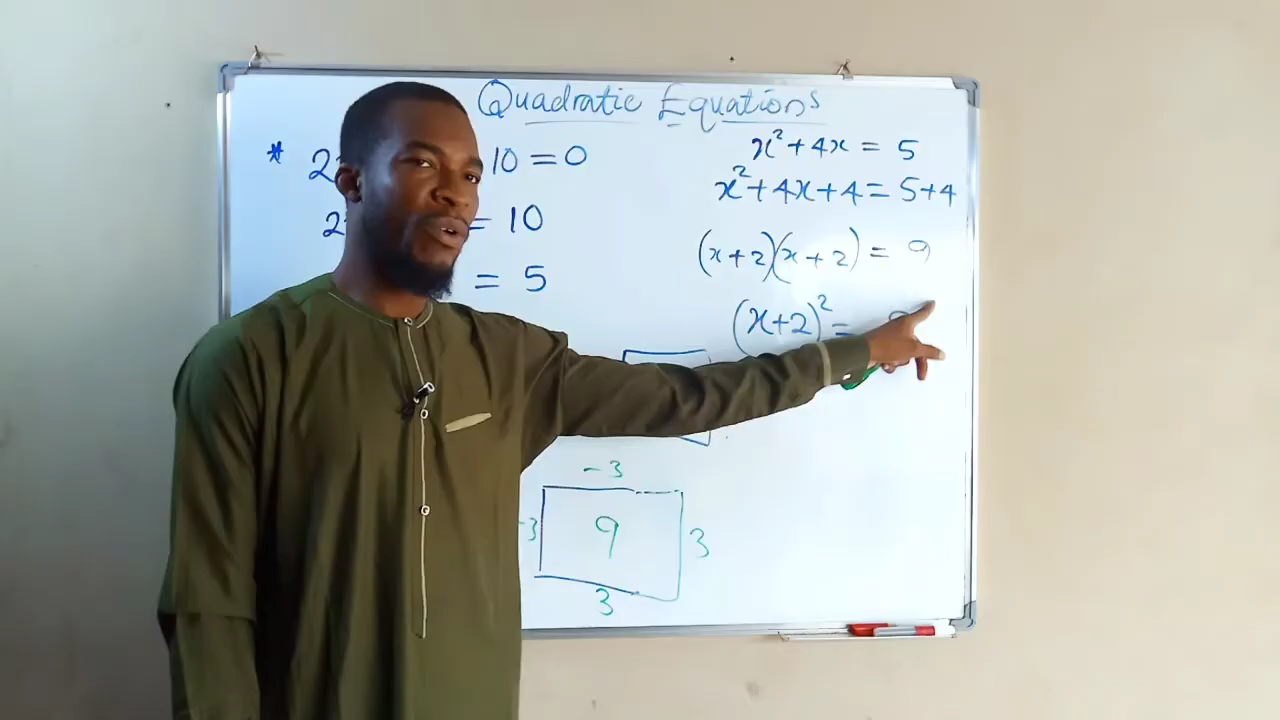 Quadratic Equations
* 2 10 = 0
2 = 10
= 5
x² + 4x = 5
x² + 4x + 4 = 5 + 4
(x + 2)(x + 2) = 9
(x + 2)² =
-3
-3 9 3
3